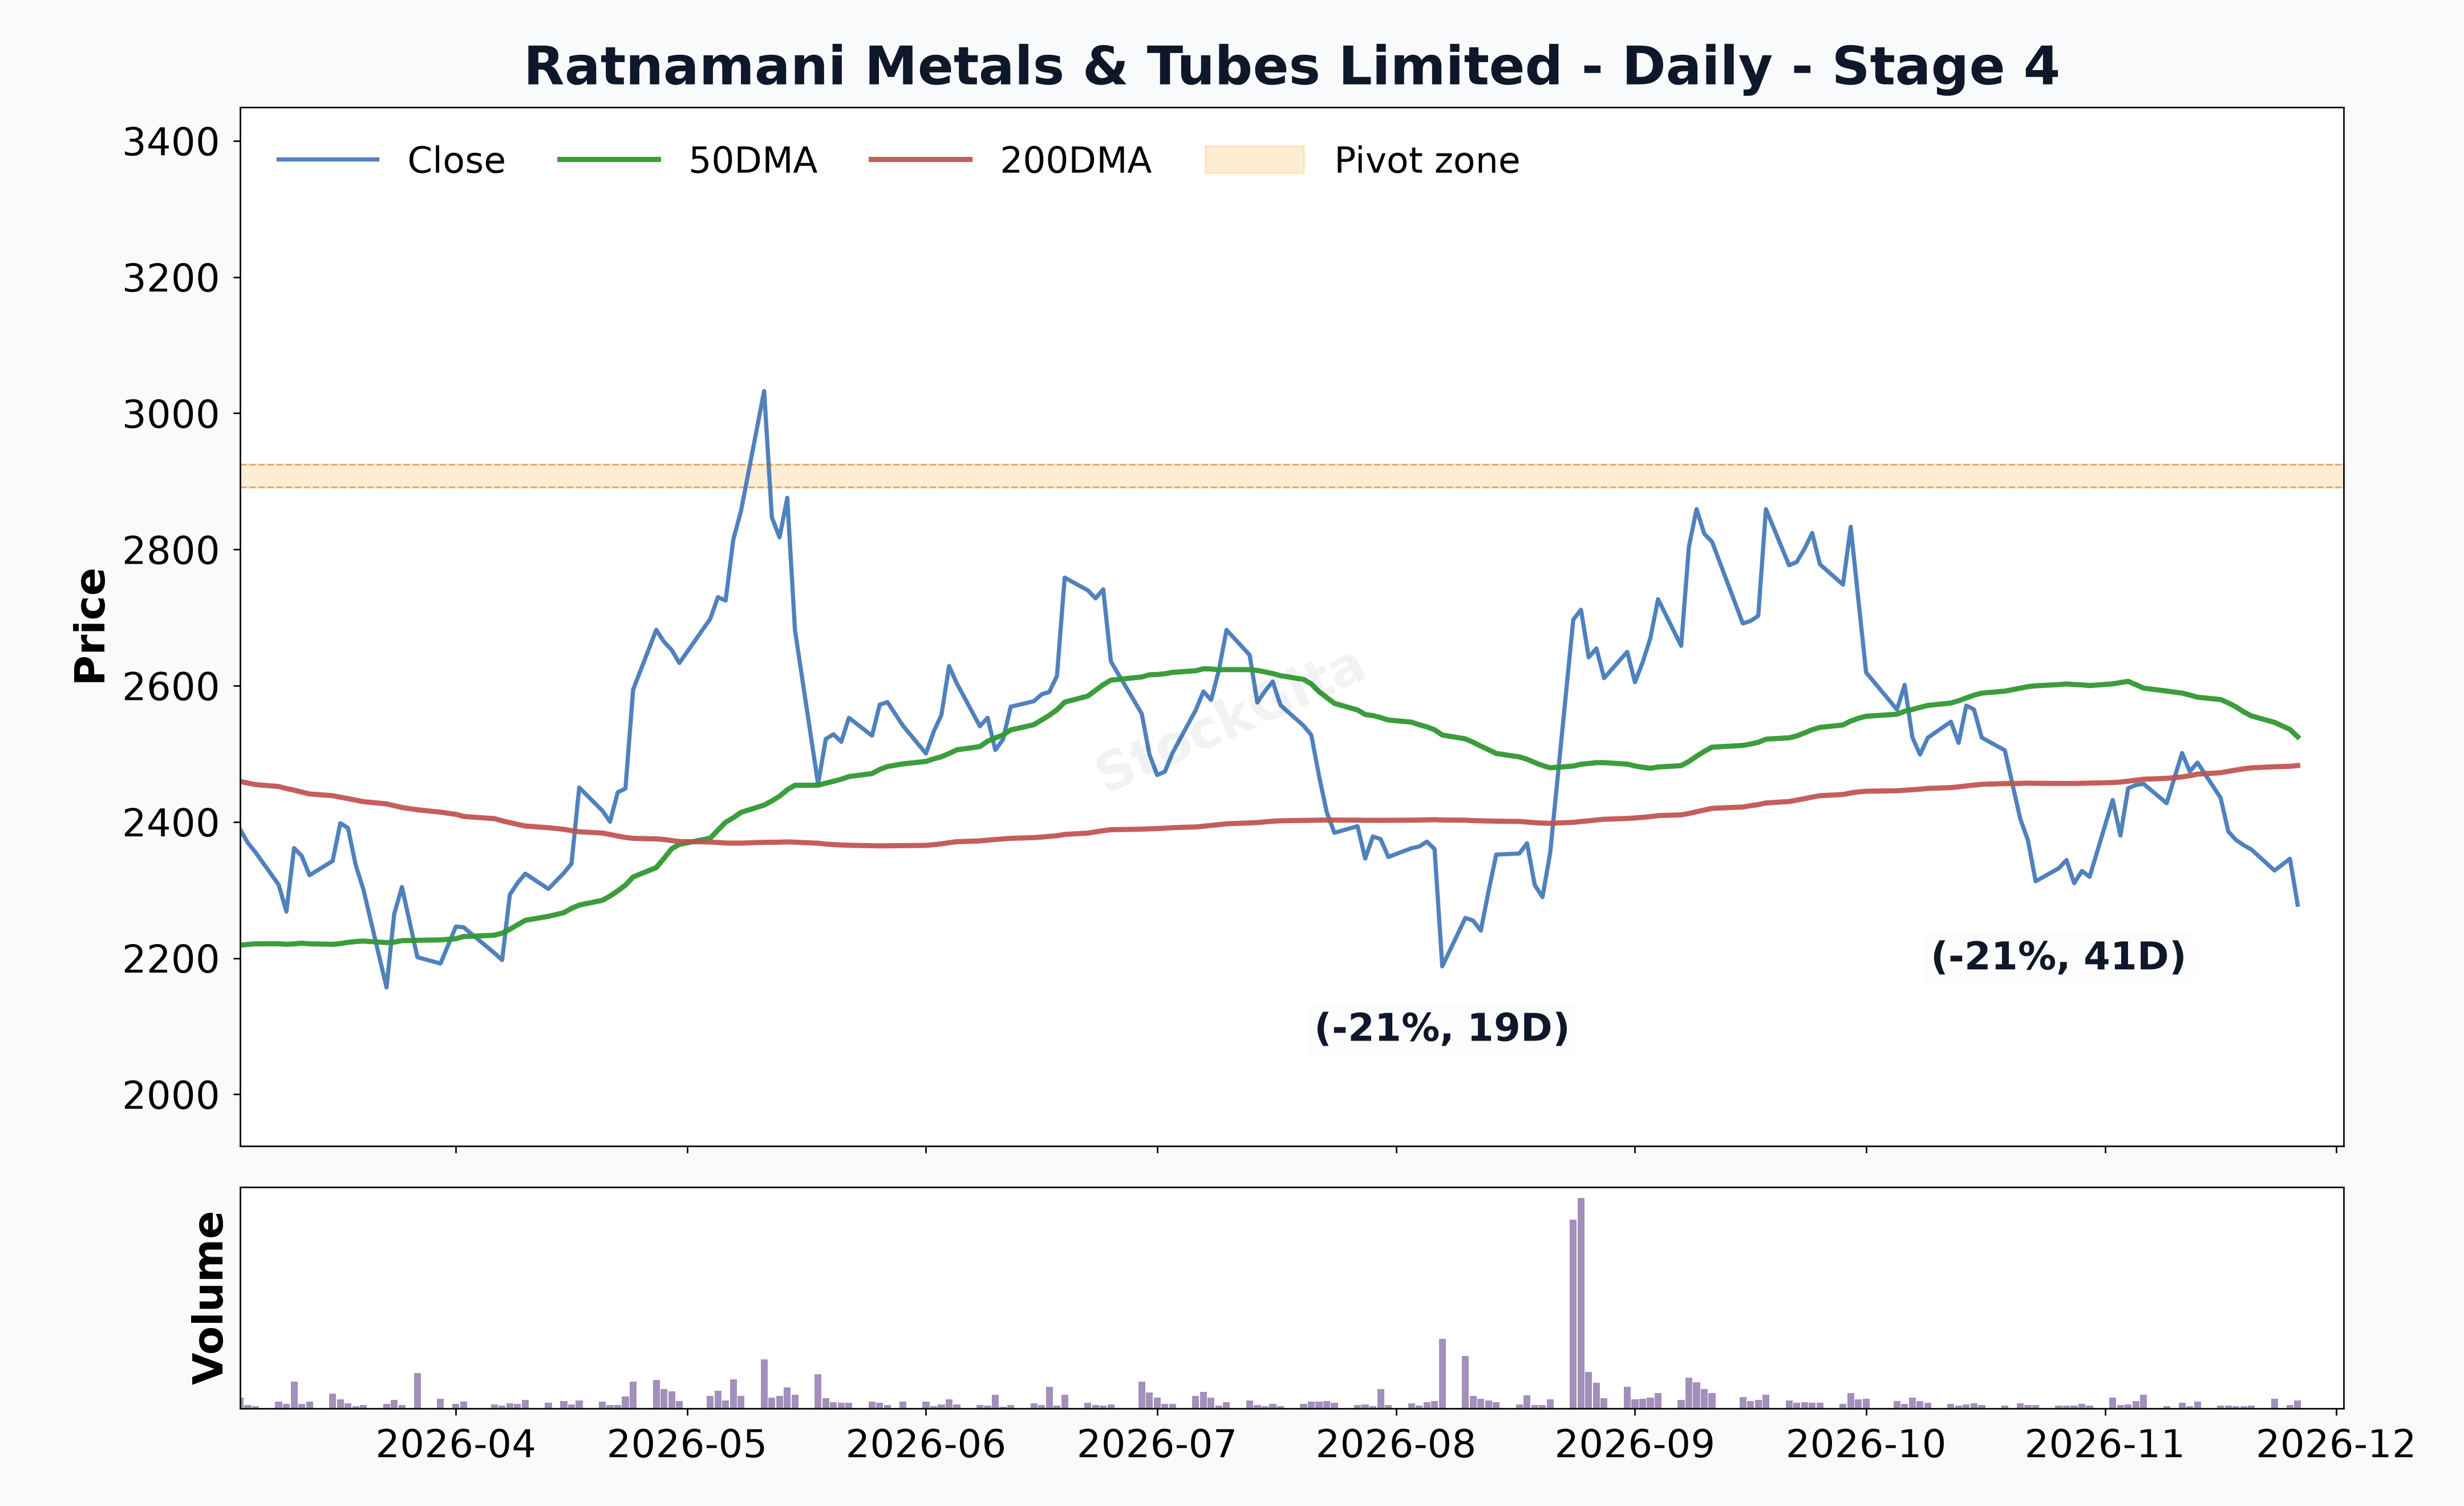 Ratnamani Metals & Tubes Limited - Daily - Stage 4
Close 50DMA 200DMA Pivot zone
3400
3200
3000
2800
2600
2400
2200
2000
Price
StockGita
(-21%, 19D)
(-21%, 41D)
Volume
2026-04 2026-05 2026-06 2026-07 2026-08 2026-09 2026-10 2026-11 2026-12